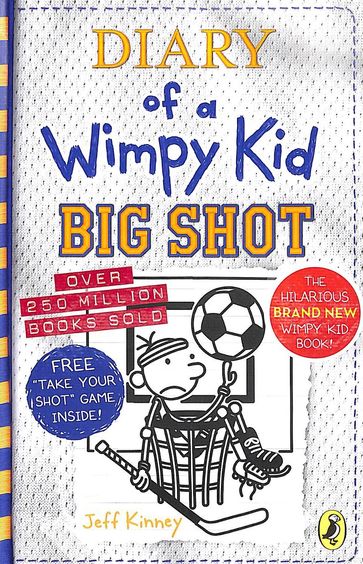 DIARY
of a
Wimpy Kid
BIG SHOT
OVER
250 MILLION
BOOKS SOLD
THE
HILARIOUS
BRAND NEW
WIMPY KID
BOOK!
FREE
"TAKE YOUR
SHOT" GAME
INSIDE!
Jeff Kinney